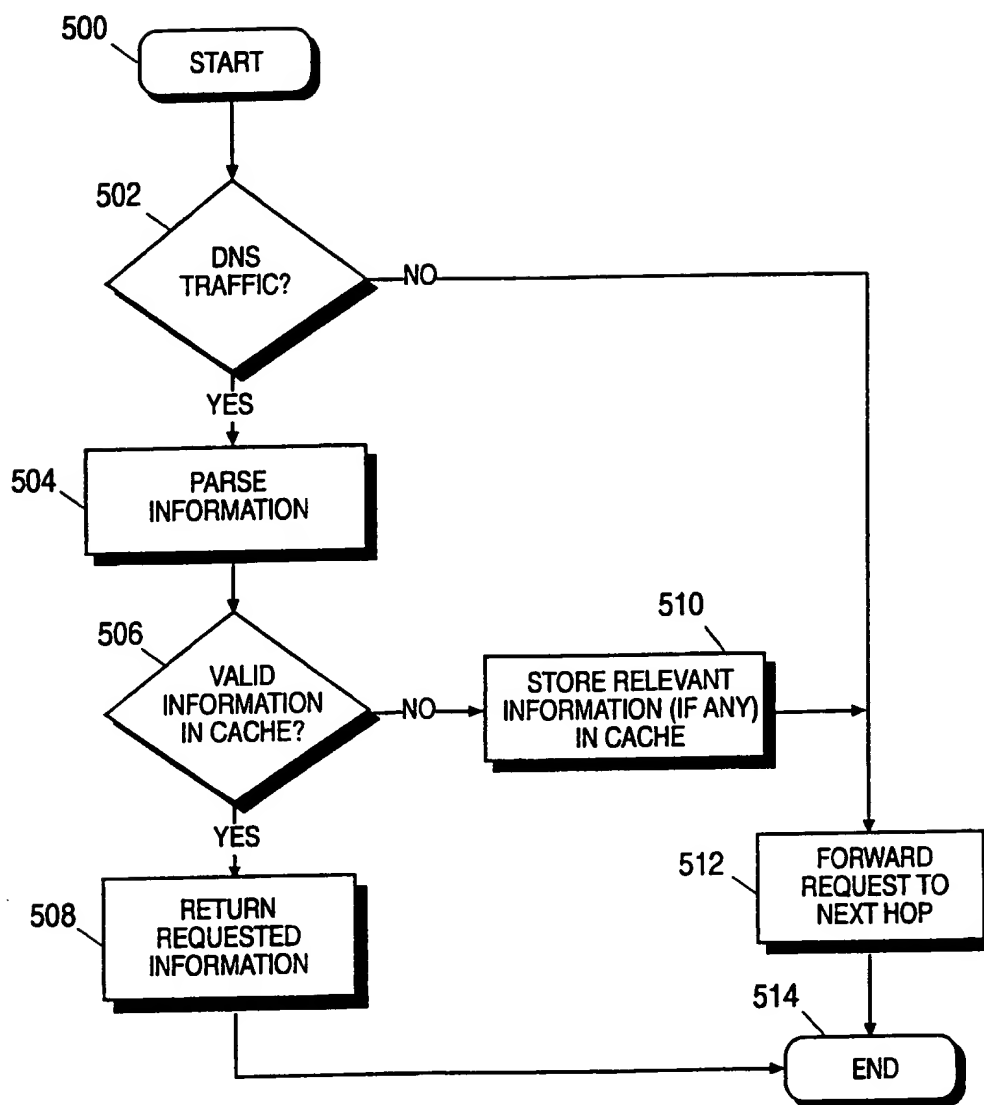 500
START
502
DNS
TRAFFIC?
NO
YES
504
PARSE
INFORMATION
506
VALID
INFORMATION
IN CACHE?
NO
510
STORE RELEVANT
INFORMATION (IF ANY)
IN CACHE
YES
508
RETURN
REQUESTED
INFORMATION
512
FORWARD
REQUEST TO
NEXT HOP
514
END